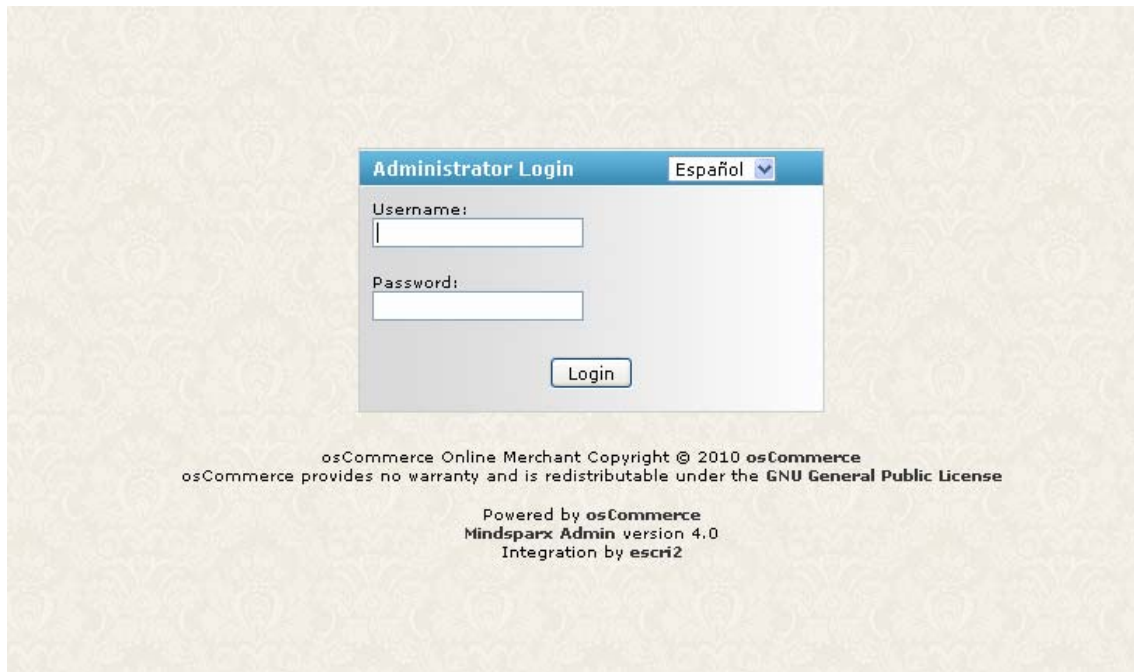 Administrator Login Español
Username:
Password:
Login
osCommerce Online Merchant Copyright © 2010 osCommerce
osCommerce provides no warranty and is redistributable under the GNU General Public License
Powered by osCommerce
Mindsparx Admin version 4.0
Integration by escri2